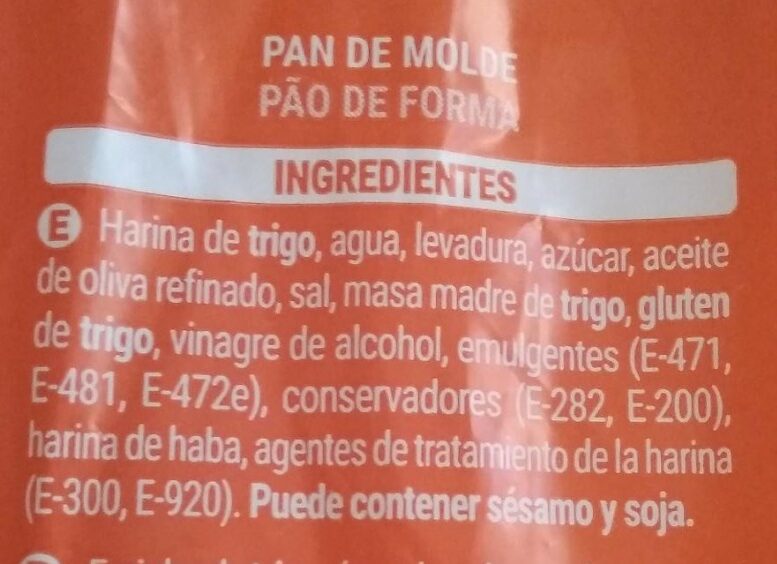 PAN DE MOLDE
PÃO DE FORMA
INGREDIENTES
E Harina de trigo, agua, levadura, azúcar, aceite
de oliva refinado, sal, masa madre de trigo, gluten
de trigo, vinagre de alcohol, emulgentes (E-471,
E-481, E-472e), conservadores (E-282, E-200),
harina de haba, agentes de tratamiento de la harina
(E-300, E-920). Puede contener sésamo y soja.